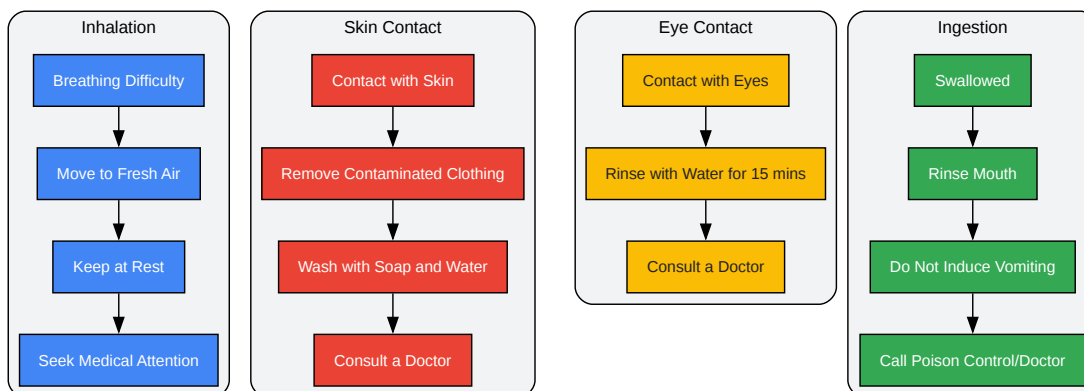 Inhalation
Breathing Difficulty
Move to Fresh Air
Keep at Rest
Seek Medical Attention
Skin Contact
Contact with Skin
Remove Contaminated Clothing
Wash with Soap and Water
Consult a Doctor
Eye Contact
Contact with Eyes
Rinse with Water for 15 mins
Consult a Doctor
Ingestion
Swallowed
Rinse Mouth
Do Not Induce Vomiting
Call Poison Control/Doctor